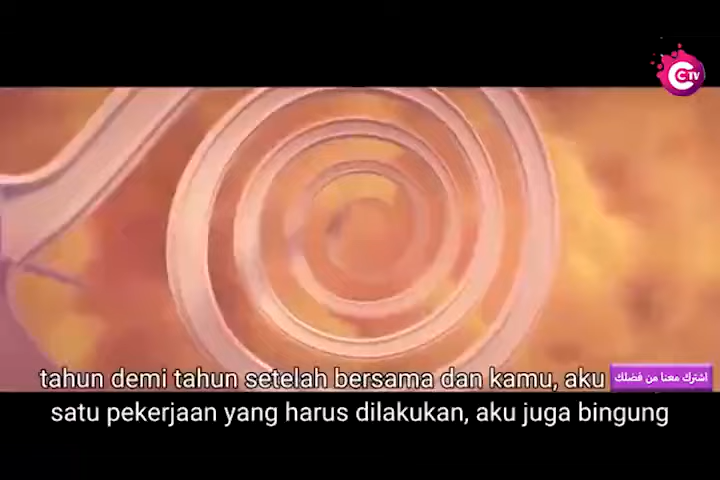 C TV
tahun demi tahun setelah bersama dan kamu, aku
اشترك معنا من فضلك
satu pekerjaan yang harus dilakukan, aku juga bingung